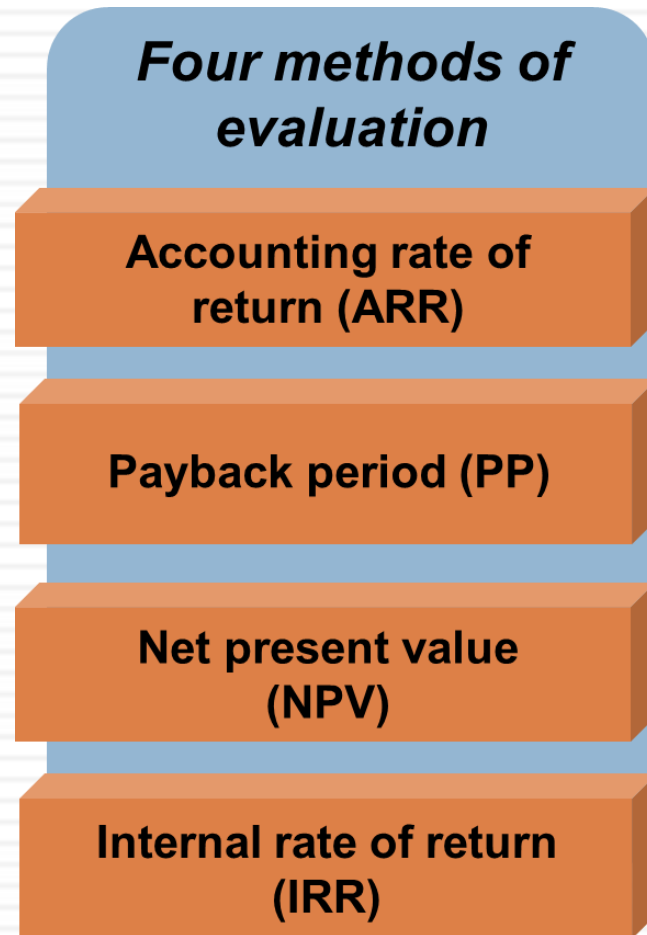 Four methods of
evaluation
Accounting rate of
return (ARR)
Payback period (PP)
Net present value
(NPV)
Internal rate of return
(IRR)